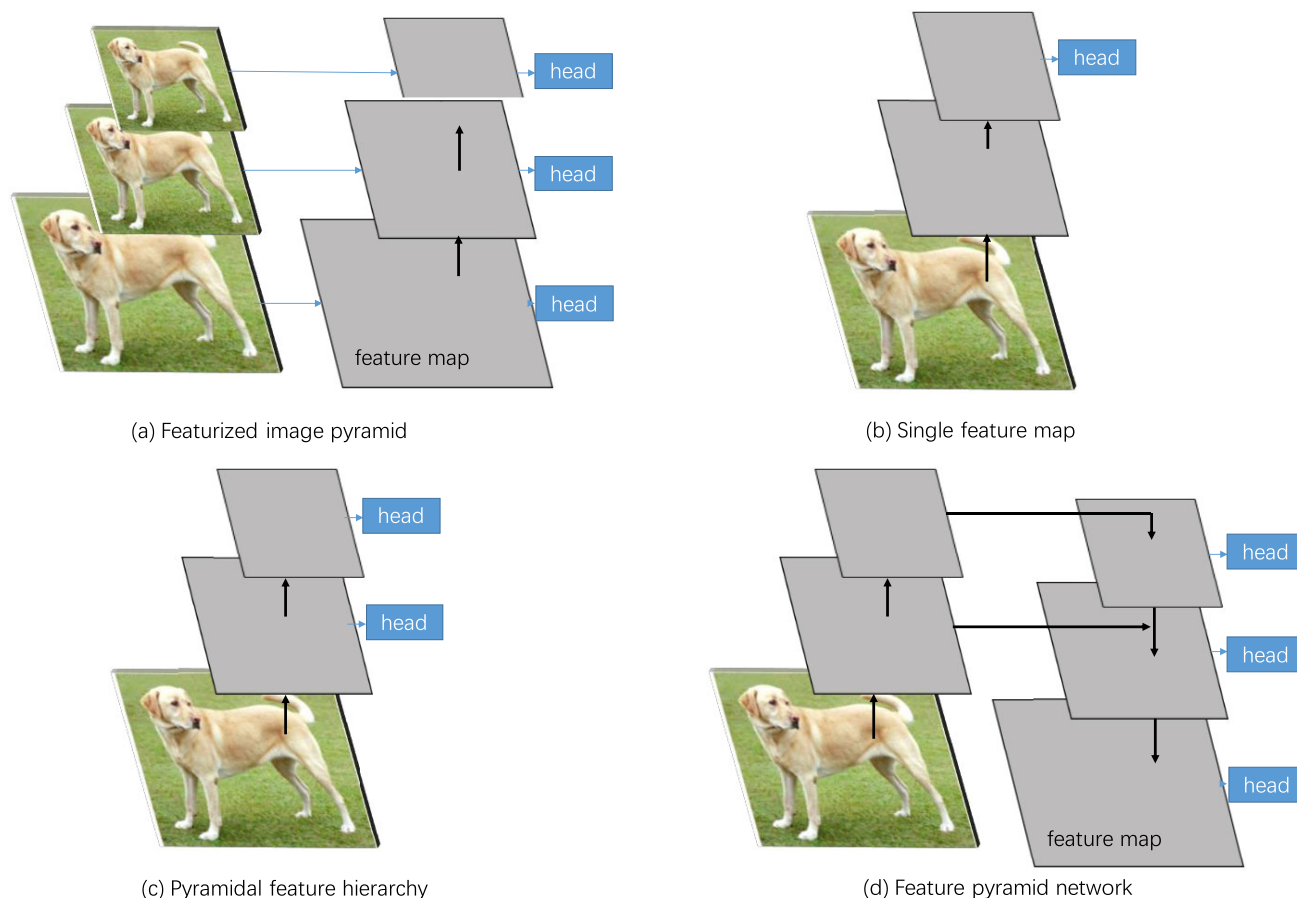 head
head
head
feature map
(a) Featurized image pyramid
head
(b) Single feature map
head
head
(c) Pyramidal feature hierarchy
head
head
head
feature map
(d) Feature pyramid network